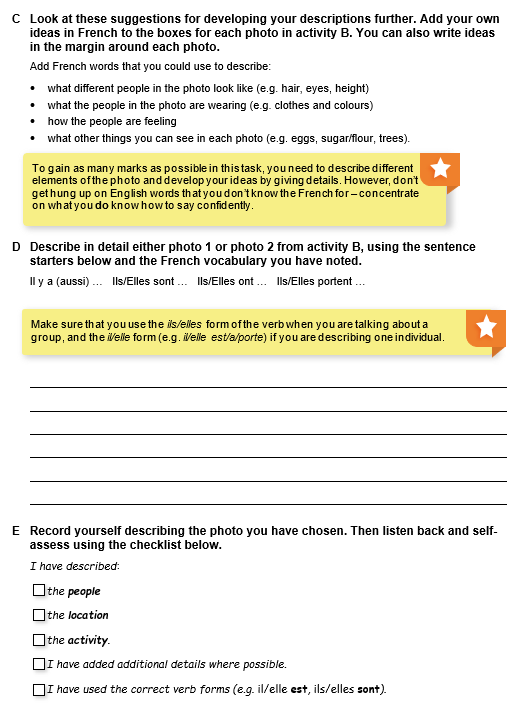 C Look at these suggestions for developing your descriptions further. Add your own
ideas in French to the boxes for each photo in activity B. You can also write ideas
in the margin around each photo.
Add French words that you could use to describe:
• what different people in the photo look like (e.g. hair, eyes, height)
• what the people in the photo are wearing (e.g. clothes and colours)
• how the people are feeling
• what other things you can see in each photo (e.g. eggs, sugar/flour, trees).
To gain as many marks as possible in this task, you need to describe different
elements of the photo and develop your ideas by giving details. However, don't
get hung up on English words that you don't know the French for – concentrate
on what you do know how to say confidently.
D Describe in detail either photo 1 or photo 2 from activity B, using the sentence
starters below and the French vocabulary you have noted.
Il y a (aussi) … Ils/Elles sont … Ils/Elles ont … Ils/Elles portent …
Make sure that you use the ils/elles form of the verb when you are talking about a
group, and the il/elle form (e.g. il/elle est/a/porte) if you are describing one individual.
E Record yourself describing the photo you have chosen. Then listen back and self-
assess using the checklist below.
I have described:
the people
the location
the activity.
I have added additional details where possible.
I have used the correct verb forms (e.g. il/elle est, ils/elles sont).